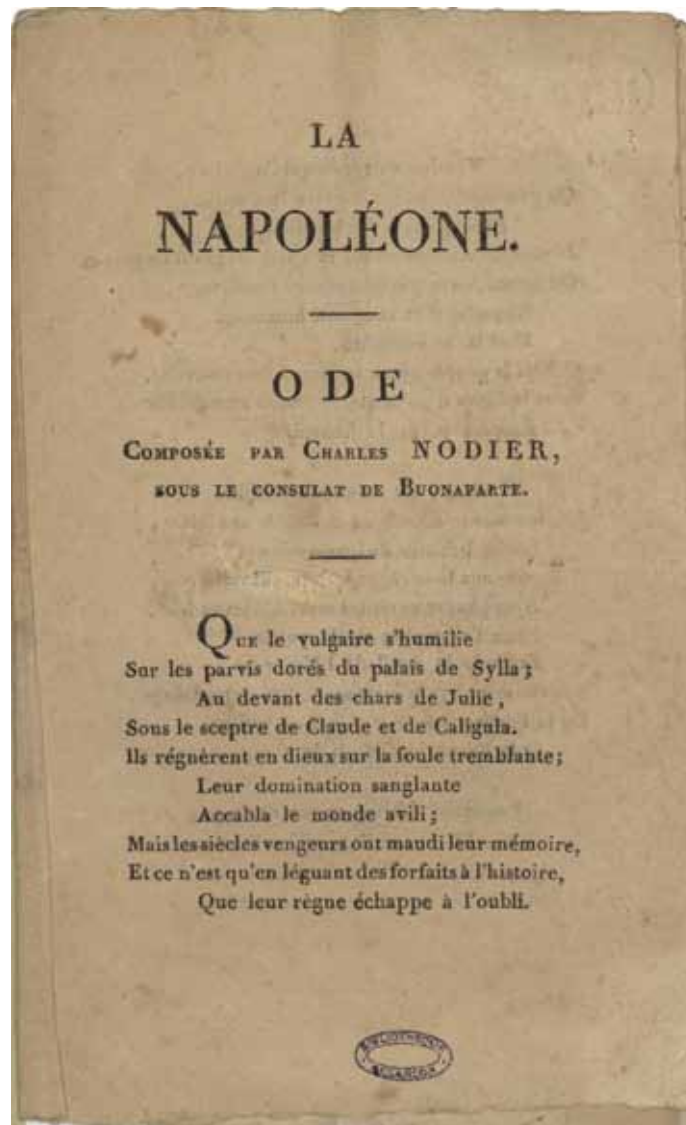 LA
NAPOLÉONE.
ODE
COMPOSÉE PAR CHARLES NODIER,
SOUS LE CONSULAT DE BUONAPARTE.
QUE le vulgaire s'humilie
Sur les parvis dorés du palais de Sylla;
Au devant des chars de Julie,
Sous le sceptre de Claude et de Caligula.
Ils régnèrent en dieux sur la foule tremblante;
Leur domination sanglante
Accabla le monde avili;
Mais les siècles vengeurs ont maudi leur mémoire,
Et ce n'est qu'en léguant des forfaits à l'histoire,
Que leur règne échappe à l'oubli.